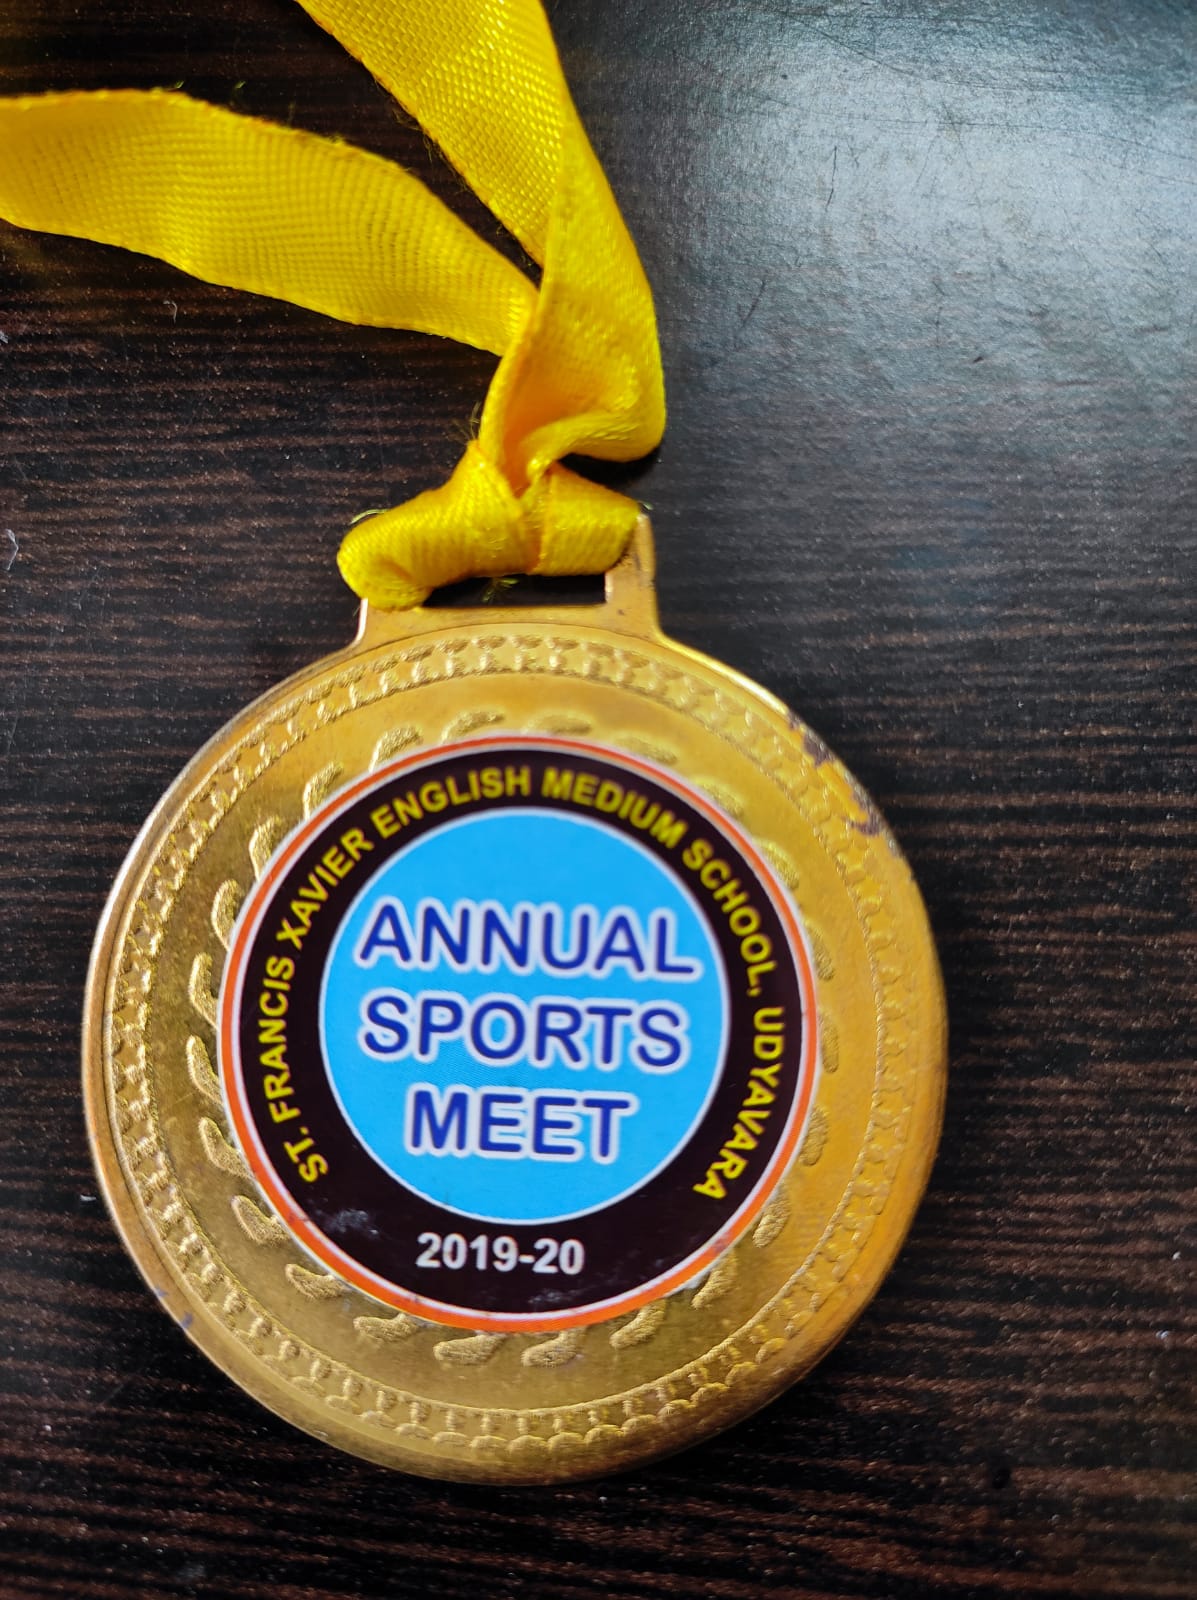 ST. FRANCIS XAVIER ENGLISH MEDIUM SCHOOL, UDYAVARA
ANNUAL
SPORTS
MEET
2019-20